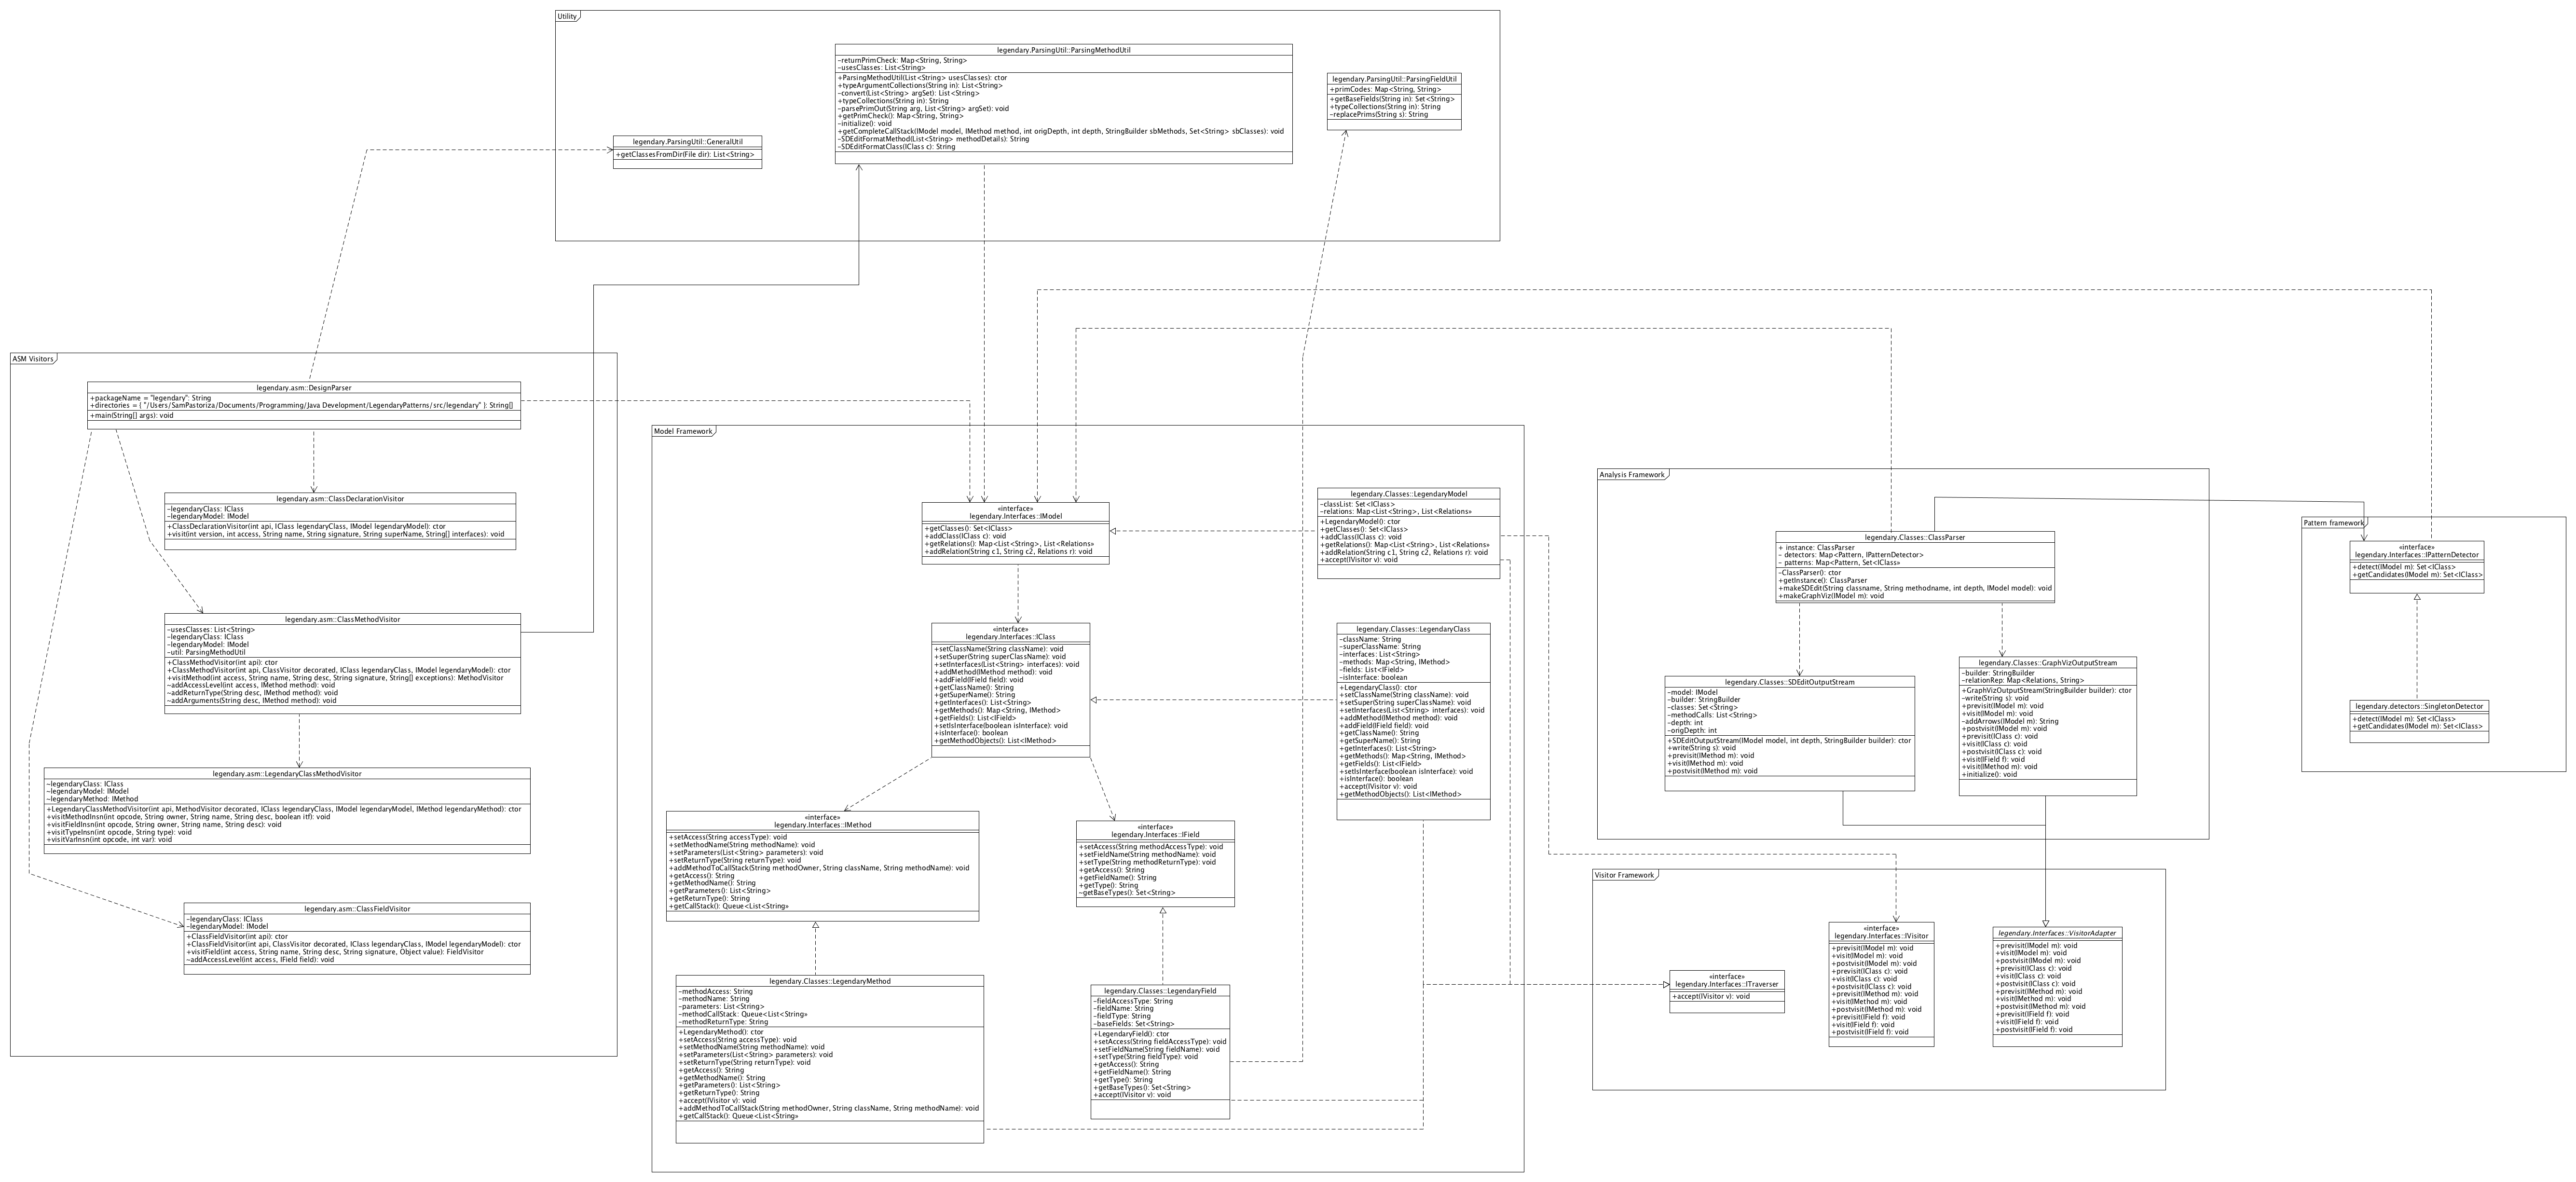 Utility
legendary.ParsingUtil::ParsingMethodUtil
-returnPrimCheck: Map<String, String>
-usesClasses: List<String>
+ParsingMethodUtil(List<String> usesClasses): ctor
+typeArgumentCollections(String in): List<String>
-convert(List<String> argSet): List<String>
+typeCollections(String in): String
-parsePrimOut(String arg, List<String> argSet): void
+getPrimCheck(): Map<String, String>
-initialize(): void
+getCompleteCallStack(IModel model, IMethod method, int origDepth, int depth, StringBuilder sbMethods, Set<String> sbClasses): void
-SDEditFormatMethod(List<String> methodDetails): String
-SDEditFormatClass(IClass c): String
legendary.ParsingUtil::ParsingFieldUtil
+primCodes: Map<String, String>
+getBaseFields(String in): Set<String>
+typeCollections(String in): String
-replacePrims(String s): String
legendary.ParsingUtil::GeneralUtil
+getClassesFromDir(File dir): List<String>
ASM Visitors
legendary.asm::DesignParser
+packageName = "legendary": String
+directories = { "/Users/SamPastoriza/Documents/Programming/Java Development/LegendaryPatterns/src/legendary" }: String[]
+main(String[] args): void
legendary.asm::ClassDeclarationVisitor
-legendaryClass: IClass
-legendaryModel: IModel
+ClassDeclarationVisitor(int api, IClass legendaryClass, IModel legendaryModel): ctor
+visit(int version, int access, String name, String signature, String superName, String[] interfaces): void
legendary.asm::ClassMethodVisitor
-usesClasses: List<String>
-legendaryClass: IClass
-legendaryModel: IModel
-util: ParsingMethodUtil
+ClassMethodVisitor(int api): ctor
+ClassMethodVisitor(int api, ClassVisitor decorated, IClass legendaryClass, IModel legendaryModel): ctor
+visitMethod(int access, String name, String desc, String signature, String[] exceptions): MethodVisitor
~addAccessLevel(int access, IMethod method): void
~addReturnType(String desc, IMethod method): void
~addArguments(String desc, IMethod method): void
legendary.asm::LegendaryClassMethodVisitor
~legendaryClass: IClass
~legendaryModel: IModel
~legendaryMethod: IMethod
+LegendaryClassMethodVisitor(int api, MethodVisitor decorated, IClass legendaryClass, IModel legendaryModel, IMethod legendaryMethod): ctor
+visitMethodInsn(int opcode, String owner, String name, String desc, boolean itf): void
+visitFieldInsn(int opcode, String owner, String name, String desc): void
+visitTypeInsn(int opcode, String type): void
+visitVarInsn(int opcode, int var): void
legendary.asm::ClassFieldVisitor
-legendaryClass: IClass
-legendaryModel: IModel
+ClassFieldVisitor(int api): ctor
+ClassFieldVisitor(int api, ClassVisitor decorated, IClass legendaryClass, IModel legendaryModel): ctor
+visitField(int access, String name, String desc, String signature, Object value): FieldVisitor
~addAccessLevel(int access, IField field): void
Model Framework
«interface»
legendary.Interfaces::IModel
+getClasses(): Set<IClass>
+addClass(IClass c): void
+getRelations(): Map<List<String>, List<Relations»
+addRelation(String c1, String c2, Relations r): void
legendary.Classes::LegendaryModel
-classList: Set<IClass>
-relations: Map<List<String>, List<Relations»
+LegendaryModel(): ctor
+getClasses(): Set<IClass>
+addClass(IClass c): void
+getRelations(): Map<List<String>, List<Relations»
+addRelation(String c1, String c2, Relations r): void
+accept(IVisitor v): void
«interface»
legendary.Interfaces::IClass
+setClassName(String className): void
+setSuper(String superClassName): void
+setInterfaces(List<String> interfaces): void
+addMethod(IMethod method): void
+addField(IField field): void
+getClassName(): String
+getSuperName(): String
+getInterfaces(): List<String>
+getMethods(): Map<String, IMethod>
+getFields(): List<IField>
+setIsInterface(boolean isInterface): void
+isInterface(): boolean
+getMethodObjects(): List<IMethod>
legendary.Classes::LegendaryClass
-className: String
-superClassName: String
-interfaces: List<String>
-methods: Map<String, IMethod>
-fields: List<IField>
-isInterface: boolean
+LegendaryClass(): ctor
+setClassName(String className): void
+setSuper(String superClassName): void
+setInterfaces(List<String> interfaces): void
+addMethod(IMethod method): void
+addField(IField field): void
+getClassName(): String
+getSuperName(): String
+getInterfaces(): List<String>
+getMethods(): Map<String, IMethod>
+getFields(): List<IField>
+setIsInterface(boolean isInterface): void
+isInterface(): boolean
+accept(IVisitor v): void
+getMethodObjects(): List<IMethod>
«interface»
legendary.Interfaces::IMethod
+setAccess(String accessType): void
+setMethodName(String methodName): void
+setParameters(List<String> parameters): void
+setReturnType(String returnType): void
+addMethodToCallStack(String methodOwner, String className, String methodName): void
+getAccess(): String
+getMethodName(): String
+getParameters(): List<String>
+getReturnType(): String
+getCallStack(): Queue<List<String»
«interface»
legendary.Interfaces::IField
+setAccess(String methodAccessType): void
+setFieldName(String methodName): void
+setType(String methodReturnType): void
+getAccess(): String
+getFieldName(): String
+getType(): String
~getBaseTypes(): Set<String>
legendary.Classes::LegendaryMethod
-methodAccess: String
-methodName: String
-parameters: List<String>
-methodCallStack: Queue<List<String»
-methodReturnType: String
+LegendaryMethod(): ctor
+setAccess(String accessType): void
+setMethodName(String methodName): void
+setParameters(List<String> parameters): void
+setReturnType(String returnType): void
+getAccess(): String
+getMethodName(): String
+getParameters(): List<String>
+getReturnType(): String
+accept(IVisitor v): void
+addMethodToCallStack(String methodOwner, String className, String methodName): void
+getCallStack(): Queue<List<String»
legendary.Classes::LegendaryField
-fieldAccessType: String
-fieldName: String
-fieldType: String
-baseFields: Set<String>
+LegendaryField(): ctor
+setAccess(String fieldAccessType): void
+setFieldName(String fieldName): void
+setType(String fieldType): void
+getAccess(): String
+getFieldName(): String
+getType(): String
+getBaseTypes(): Set<String>
+accept(IVisitor v): void
Analysis Framework
legendary.Classes::ClassParser
+ instance: ClassParser
- detectors: Map<Pattern, IPatternDetector>
- patterns: Map<Pattern, Set<IClass»
-ClassParser(): ctor
+getInstance(): ClassParser
+makeSDEdit(String classname, String methodname, int depth, IModel model): void
+makeGraphViz(IModel m): void
legendary.Classes::SDEditOutputStream
-model: IModel
-builder: StringBuilder
-classes: Set<String>
-methodCalls: List<String>
-depth: int
-origDepth: int
+SDEditOutputStream(IModel model, int depth, StringBuilder builder): ctor
+write(String s): void
+previsit(IMethod m): void
+visit(IMethod m): void
+postvisit(IMethod m): void
legendary.Classes::GraphVizOutputStream
-builder: StringBuilder
-relationRep: Map<Relations, String>
+GraphVizOutputStream(StringBuilder builder): ctor
-write(String s): void
+previsit(IModel m): void
+visit(IModel m): void
-addArrows(IModel m): String
+postvisit(IModel m): void
+previsit(IClass c): void
+visit(IClass c): void
+postvisit(IClass c): void
+visit(IField f): void
+visit(IMethod m): void
+initialize(): void
Pattern framework
«interface»
legendary.Interfaces::IPatternDetector
+detect(IModel m): Set<IClass>
+getCandidates(IModel m): Set<IClass>
legendary.detectors::SingletonDetector
+detect(IModel m): Set<IClass>
+getCandidates(IModel m): Set<IClass>
Visitor Framework
«interface»
legendary.Interfaces::ITraverser
+accept(IVisitor v): void
«interface»
legendary.Interfaces::IVisitor
+previsit(IModel m): void
+visit(IModel m): void
+postvisit(IModel m): void
+previsit(IClass c): void
+visit(IClass c): void
+postvisit(IClass c): void
+previsit(IMethod m): void
+visit(IMethod m): void
+postvisit(IMethod m): void
+previsit(IField f): void
+visit(IField f): void
+postvisit(IField f): void
legendary.Interfaces::VisitorAdapter
+previsit(IModel m): void
+visit(IModel m): void
+postvisit(IModel m): void
+previsit(IClass c): void
+visit(IClass c): void
+postvisit(IClass c): void
+previsit(IMethod m): void
+visit(IMethod m): void
+postvisit(IMethod m): void
+previsit(IField f): void
+visit(IField f): void
+postvisit(IField f): void